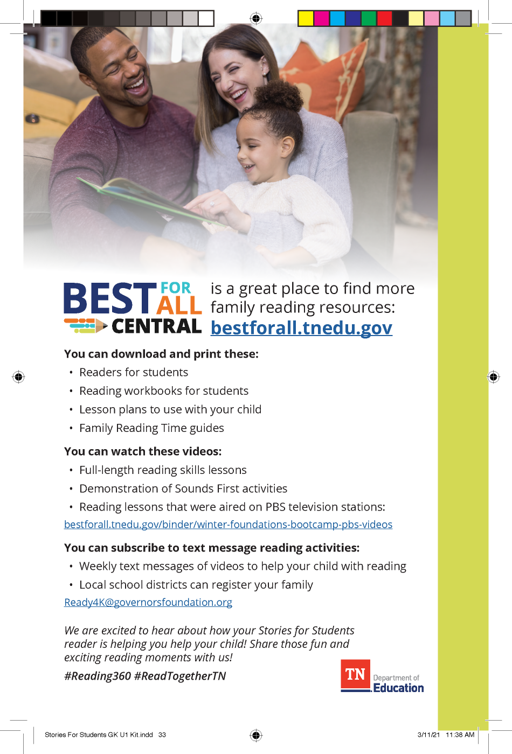 BEST FOR ALL CENTRAL
is a great place to find more
family reading resources:
bestforall.tnedu.gov
You can download and print these:
• Readers for students
• Reading workbooks for students
• Lesson plans to use with your child
• Family Reading Time guides
You can watch these videos:
• Full-length reading skills lessons
• Demonstration of Sounds First activities
• Reading lessons that were aired on PBS television stations:
bestforall.tnedu.gov/binder/winter-foundations-bootcamp-pbs-videos
You can subscribe to text message reading activities:
• Weekly text messages of videos to help your child with reading
• Local school districts can register your family
Ready4K@governorsfoundation.org
We are excited to hear about how your Stories for Students
reader is helping you help your child! Share those fun and
exciting reading moments with us!
#Reading360 #ReadTogetherTN
TN
Department of
Education
Stories For Students GK U1 Kit.indd 33
3/11/21 11:38 AM